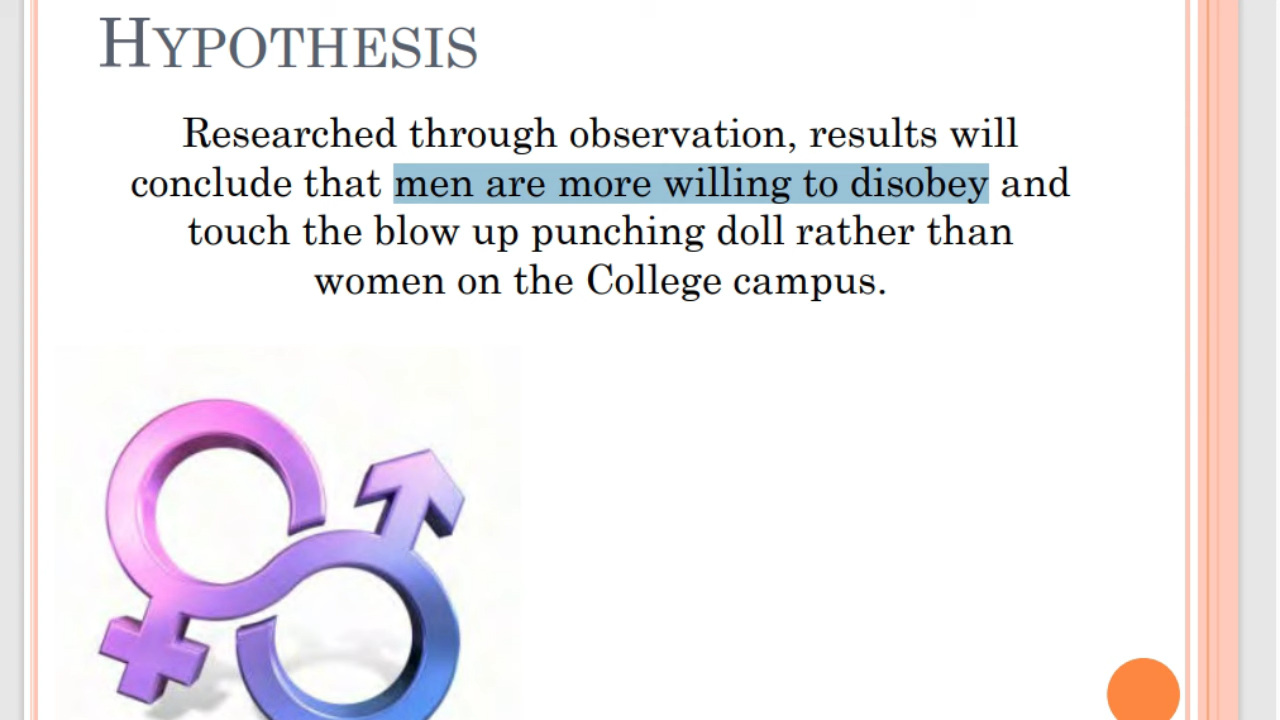 HYPOTHESIS
Researched through observation, results will
conclude that men are more willing to disobey and
touch the blow up punching doll rather than
women on the College campus.